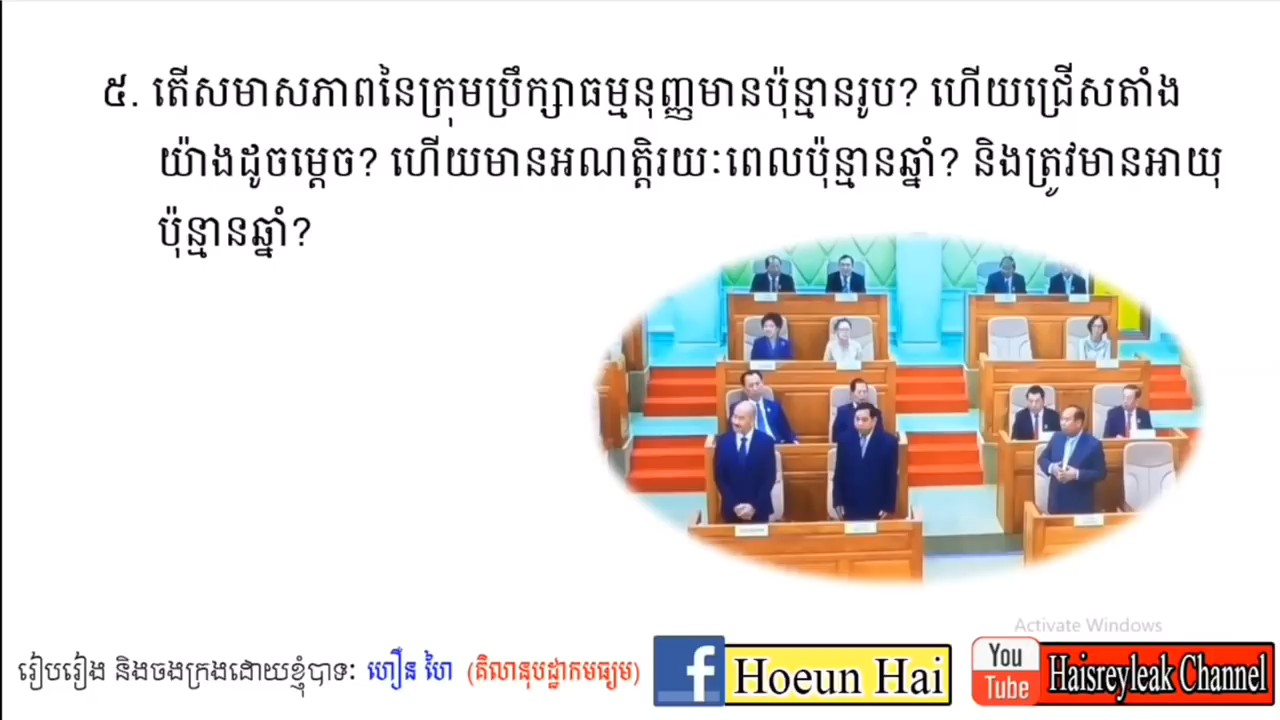 ៥. តើសមាសភាពនៃក្រុមប្រឹក្សាធម្មនុញ្ញមានប៉ុន្មានរូប? ហើយជ្រើសតាំង
យ៉ាងដូចម្ដេច? ហើយមានអណត្តិរយៈពេលប៉ុន្មានឆ្នាំ? និងត្រូវមានអាយុ
ប៉ុន្មានឆ្នាំ?
Activate Windows
រៀបរៀង និងចងក្រងដោយខ្ញុំបាទ: ហឿន ហៃ (គិលានុបដ្ឋាកមធ្យម)
f Hoeun Hai
You Tube Haisreyleak Channel